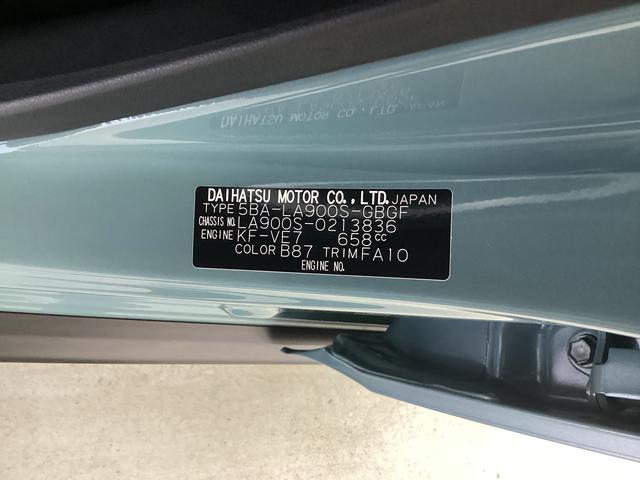 DAIHATSU MOTOR CO., LTD. JAPAN
TYPE 5BA-LA900S-GBGF
CHASSIS NO. LA900S-0213836
ENGINE KF-VE7 658cc
COLOR B87 TRIM FA10
ENGINE NO.